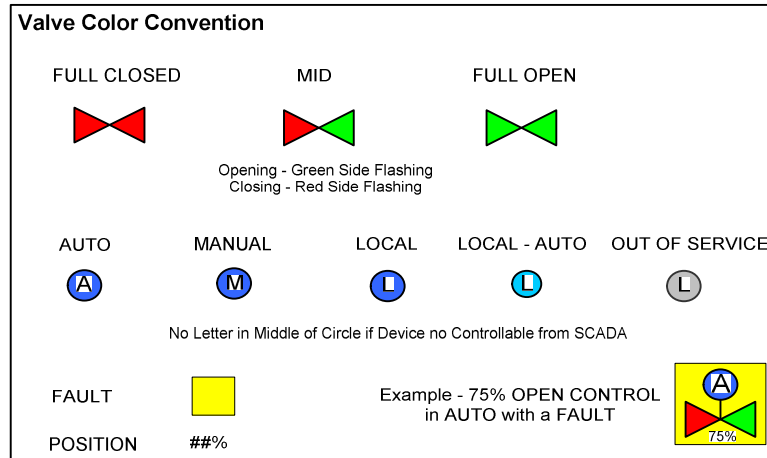 Valve Color Convention
FULL CLOSED MID FULL OPEN
Opening - Green Side Flashing
Closing - Red Side Flashing
AUTO MANUAL LOCAL LOCAL - AUTO OUT OF SERVICE
A M L L L
No Letter in Middle of Circle if Device no Controllable from SCADA
FAULT
Example - 75% OPEN CONTROL
in AUTO with a FAULT
A
75%
POSITION ##%